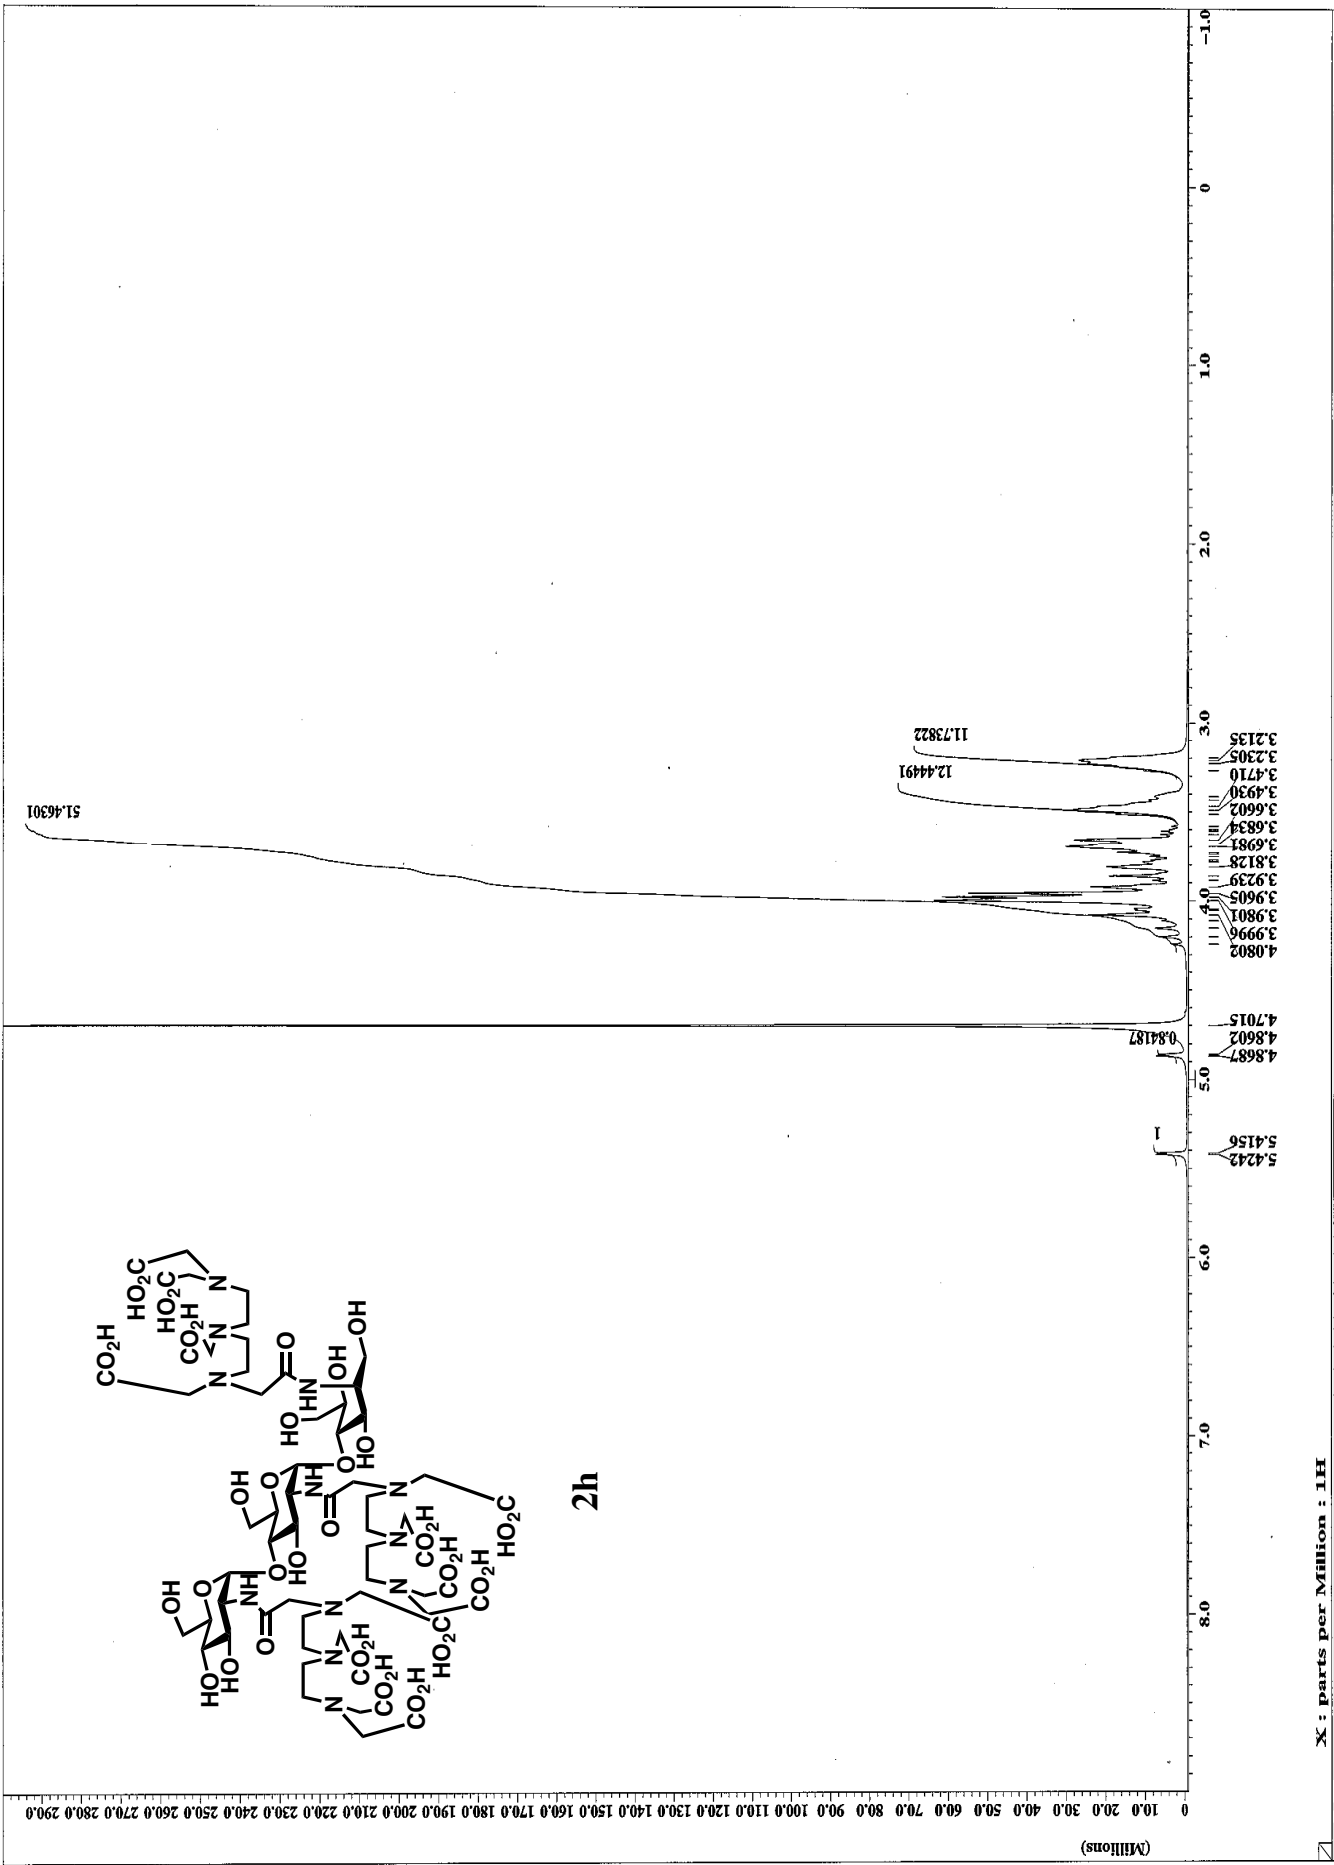 CO2H
HO2C
HO2C
CO2H
N
N
N
O
HN
OH
OH
HO
HO
O
OH
O
NH
HO
O
O
N
N
N
CO2H
CO2H
CO2H
HO2C
OH
O
NH
HO
HO
O
N
N
N
CO2H
CO2H
CO2H
HO2C
2h
51.46301
12.44491
11.73822
0.84187
1
(Millions)
0 10.0 20.0 30.0 40.0 50.0 60.0 70.0 80.0 90.0 100.0 110.0 120.0 130.0 140.0 150.0 160.0 170.0 180.0 190.0 200.0 210.0 220.0 230.0 240.0 250.0 260.0 270.0 280.0 290.0
8.0 7.0 6.0 5.0 4.0 3.0 2.0 1.0 0 -1.0
5.4242
5.4156
4.8687
4.8602
4.7015
4.0802
3.9996
3.9801
3.9605
3.9239
3.8128
3.6981
3.6834
3.6602
3.4930
3.4710
3.2305
3.2135
X : parts per Million : 1H